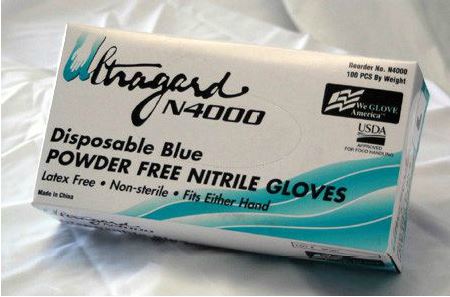 Reorder No. N4000
100 PCS By Weight
Ultragard
N4000
We GLOVE
America™
USDA
APPROVED
FOR FOOD HANDLING
Disposable Blue
POWDER FREE NITRILE GLOVES
Latex Free • Non-sterile • Fits Either Hand
Made In China